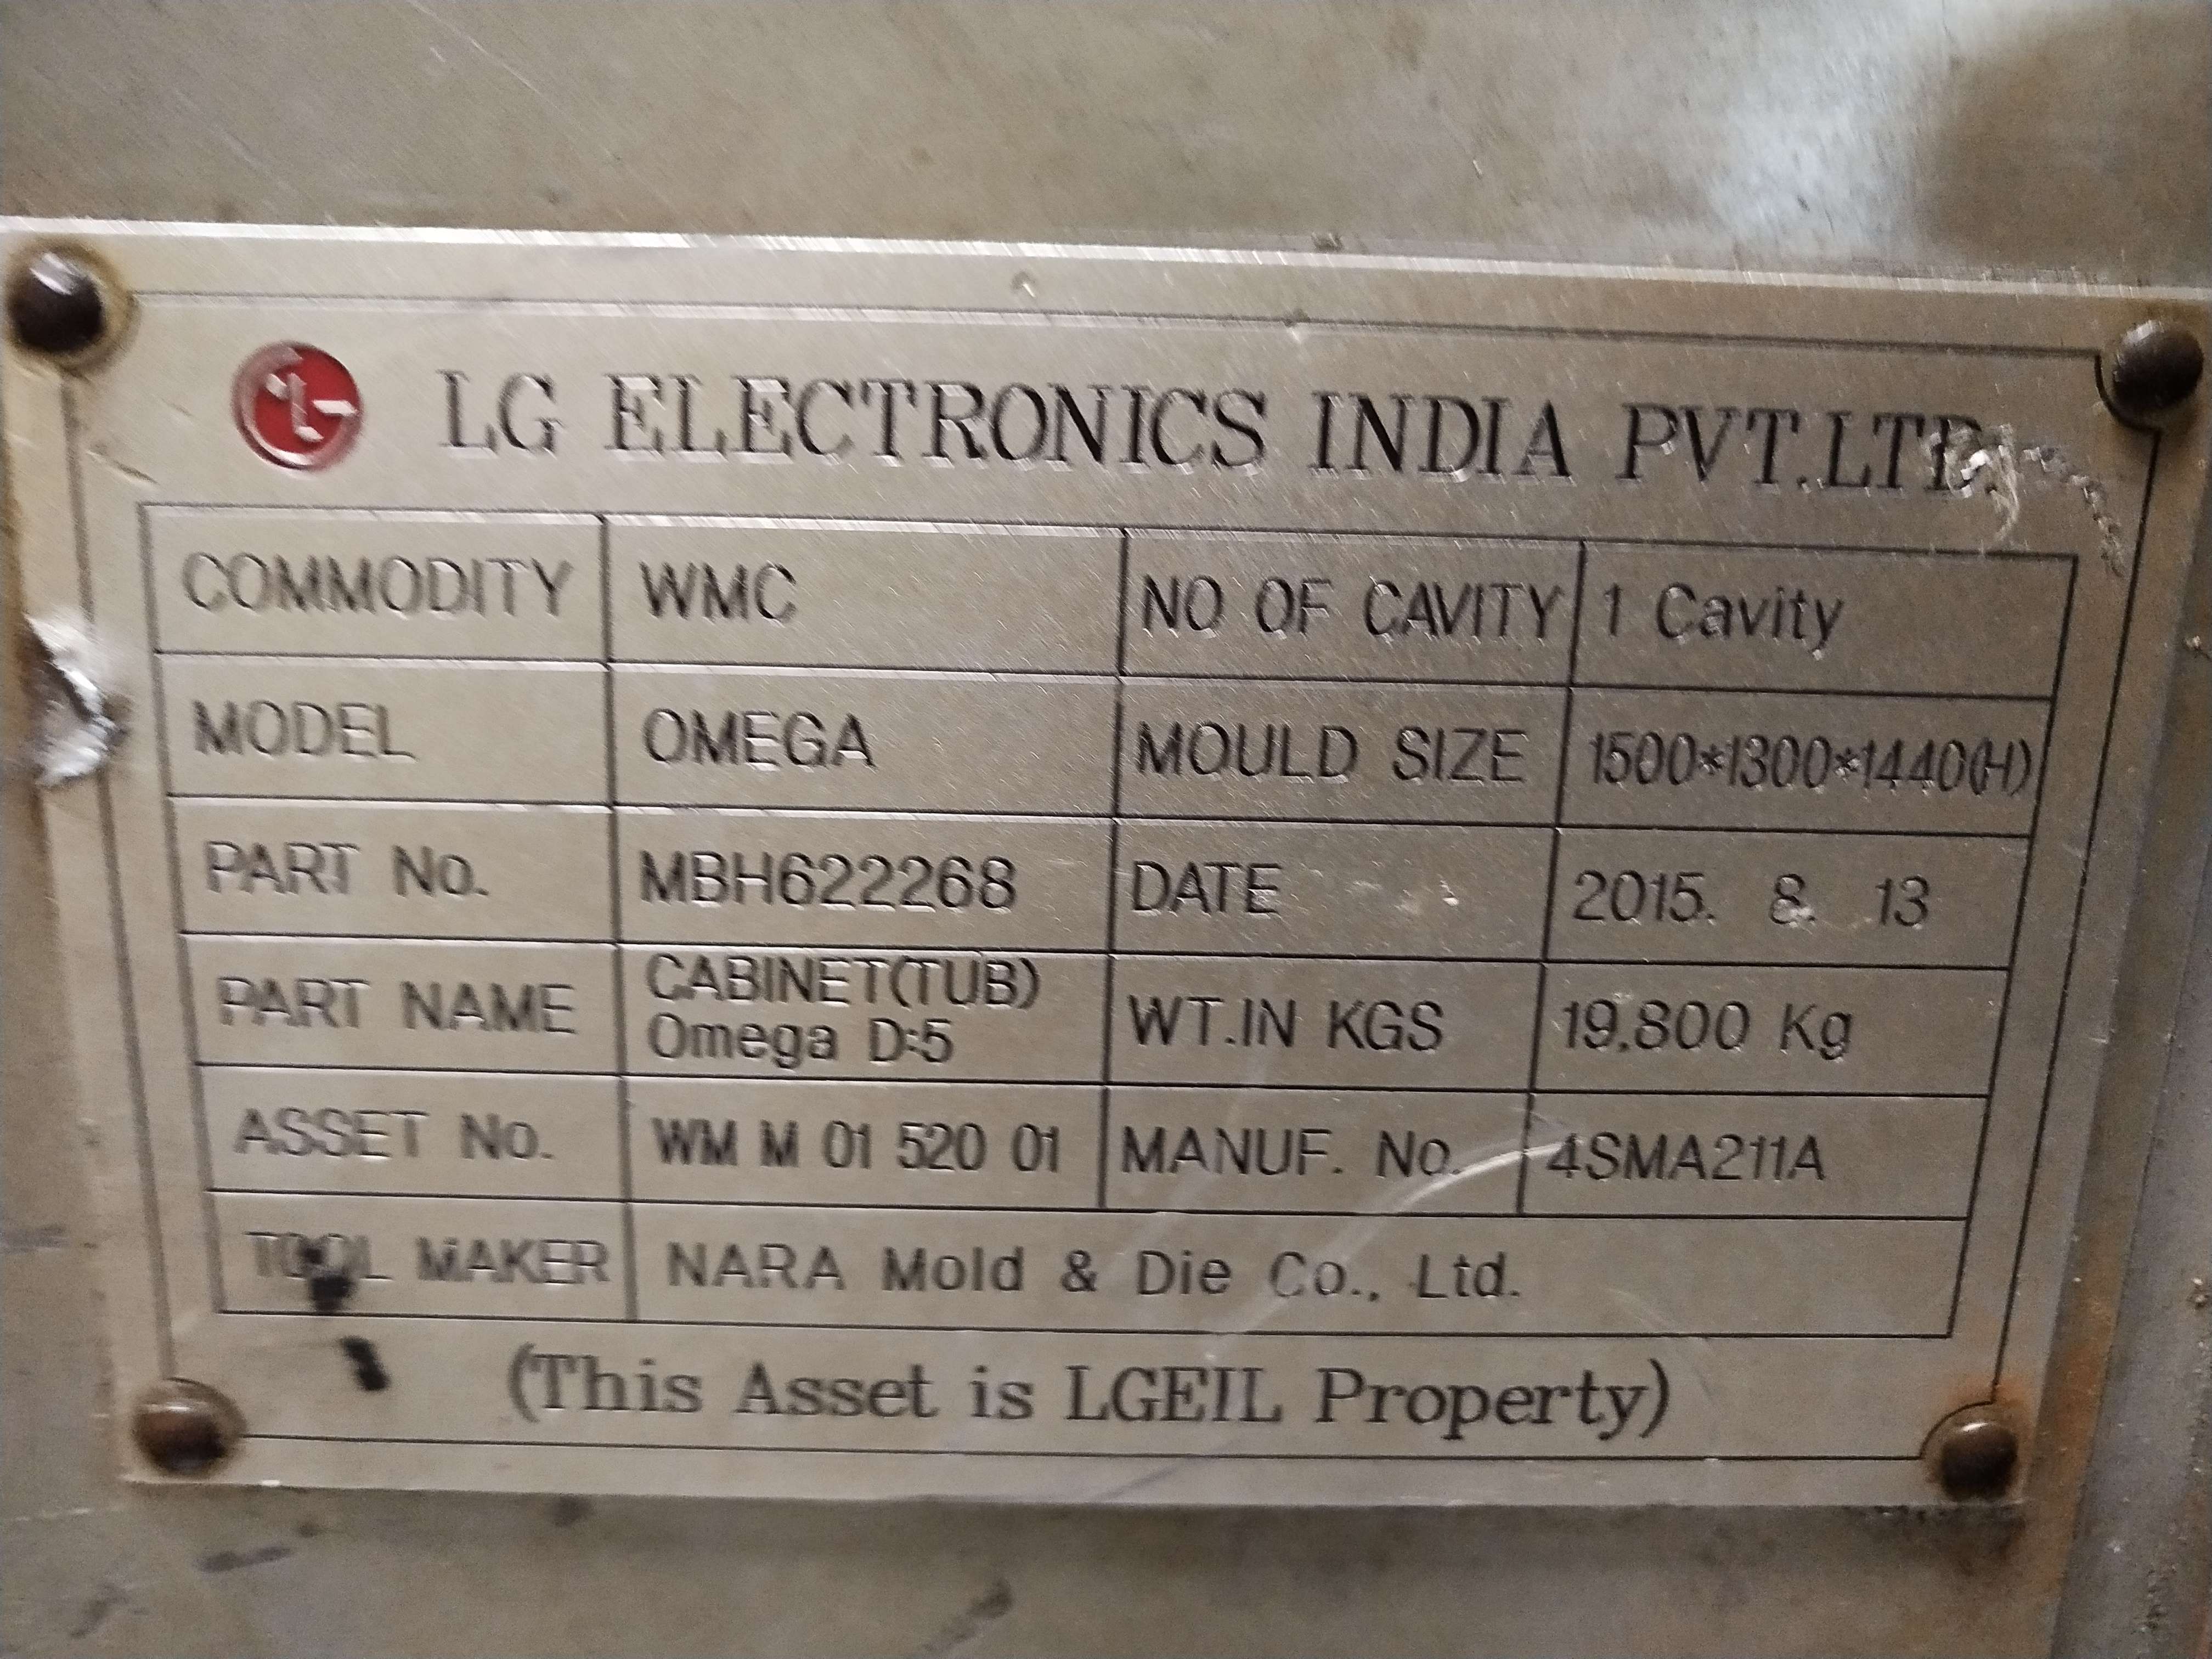 LG ELECTRONICS INDIA PVT.LTD.
COMMODITY WMC NO OF CAVITY 1 Cavity
MODEL OMEGA MOULD SIZE 1500*1300*1440(H)
PART No. MBH622268 DATE 2015. 8. 13
PART NAME CABINET(TUB) WT.IN KGS 19,800 Kg
Omega D:5
ASSET No. WM M 01 520 01 MANUF. No. 4SMA211A
TOOL MAKER NARA Mold & Die Co., Ltd.
(This Asset is LGEIL Property)